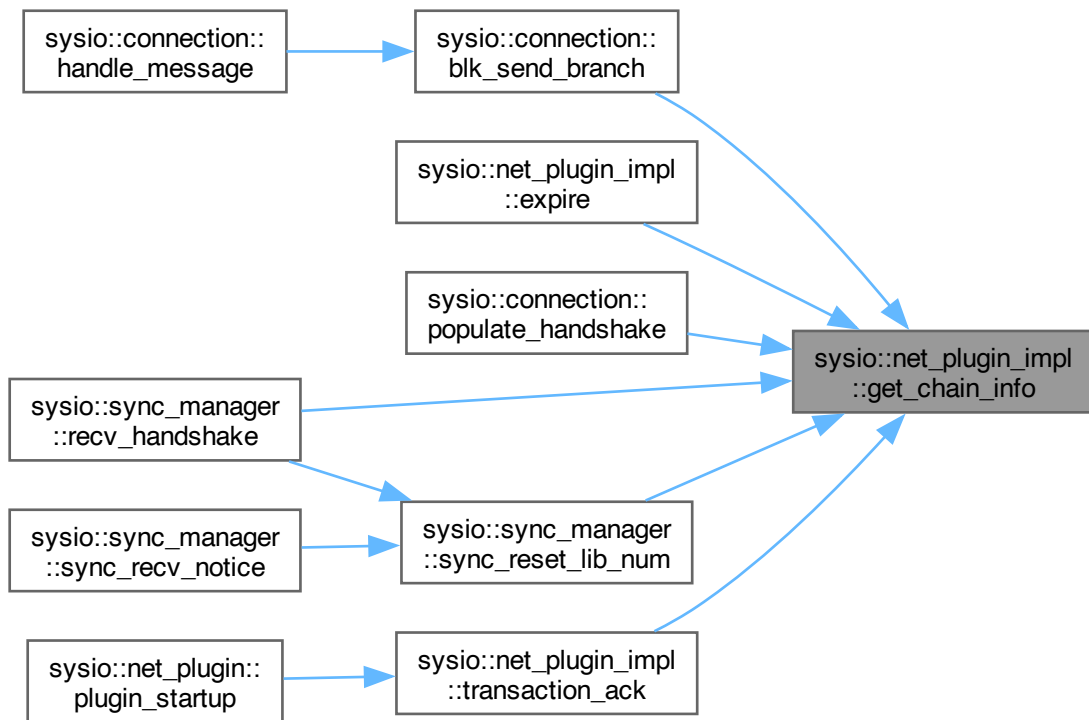 sysio::connection::
handle_message
sysio::connection::
blk_send_branch
sysio::net_plugin_impl
::expire
sysio::connection::
populate_handshake
sysio::net_plugin_impl
::get_chain_info
sysio::sync_manager
::recv_handshake
sysio::sync_manager
::sync_recv_notice
sysio::sync_manager
::sync_reset_lib_num
sysio::net_plugin::
plugin_startup
sysio::net_plugin_impl
::transaction_ack